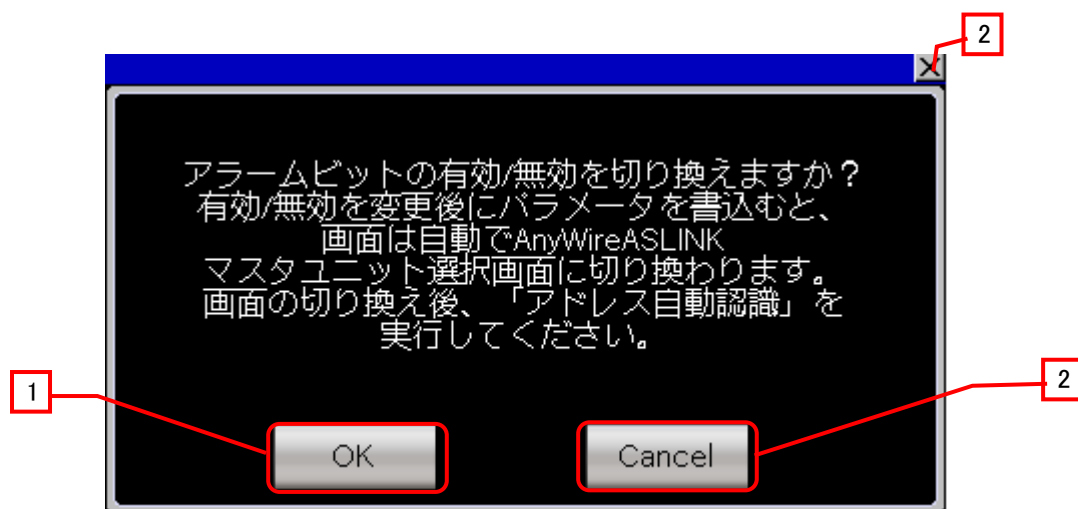 2
アラームビットの有効/無効を切り換えますか？
有効/無効を変更後にパラメータを書込むと、
画面は自動でAnyWireASLINK
マスタユニット選択画面に切り換わります。
画面の切り換え後、「アドレス自動認識」を
実行してください。
1
2
OK
Cancel